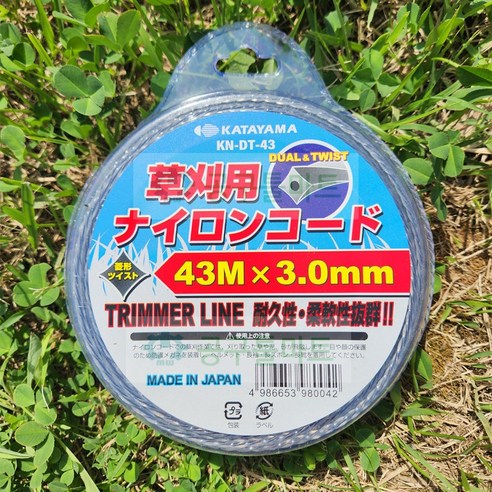 KATAYAMA
KN-DT-43
DUAL & TWIST
草刈用
ナイロンコード
菱形
ツイスト
43M×3.0mm
TRIMMER LINE 耐久性・柔軟性抜群!!
使用上の注意
MADE IN JAPAN
4 986653 980042
プラ
包装
紙
ラベル